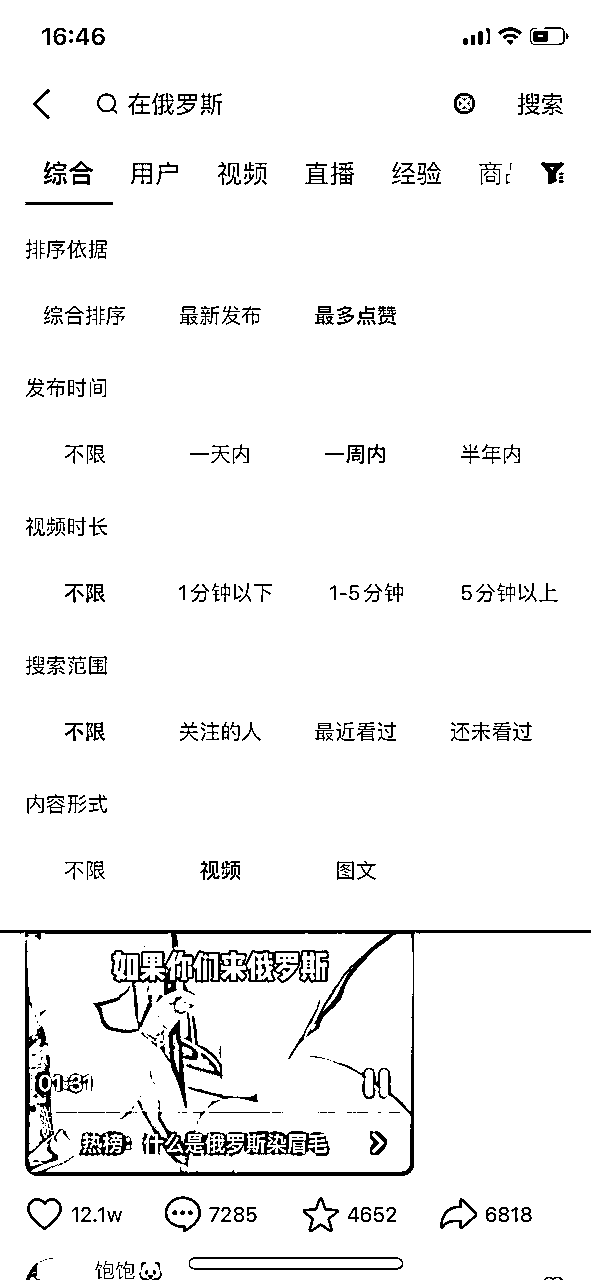 16:46
在俄罗斯 搜索
综合 用户 视频 直播 经验 商品
排序依据
综合排序 最新发布 最多点赞
发布时间
不限 一天内 一周内 半年内
视频时长
不限 1分钟以下 1-5分钟 5分钟以上
搜索范围
不限 关注的人 最近看过 还未看过
内容形式
不限 视频 图文
如果你们来俄罗斯
01:31
热榜：什么是俄罗斯染眉毛
12.1w 7285 4652 6818
饱饱🐶